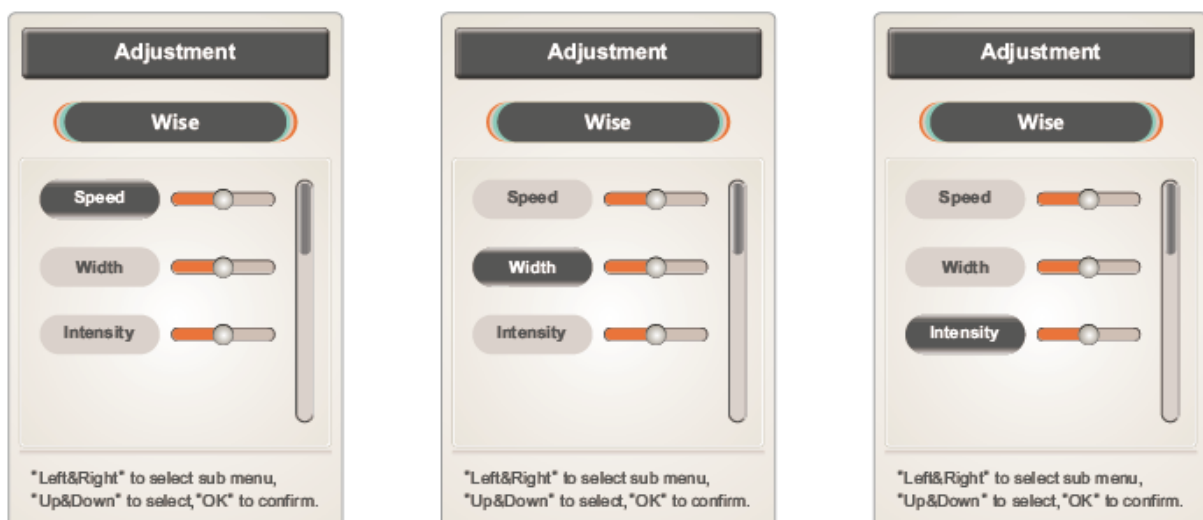 Adjustment
Wise
Speed
Width
Intensity
"Left&Right" to select sub menu,
"Up&Down" to select, "OK" to confirm.
Adjustment
Wise
Speed
Width
Intensity
"Left&Right" to select sub menu,
"Up&Down" to select, "OK" to confirm.
Adjustment
Wise
Speed
Width
Intensity
"Left&Right" to select sub menu,
"Up&Down" to select, "OK" to confirm.